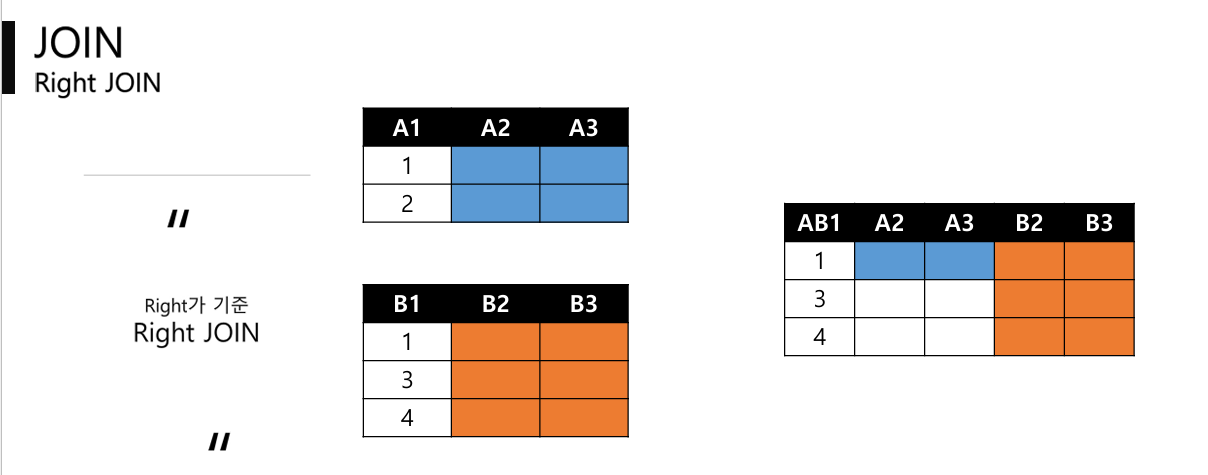 JOIN
Right JOIN
"
Right가 기준
Right JOIN
"
A1 A2 A3
1
2
B1 B2 B3
1
3
4
AB1 A2 A3 B2 B3
1
3
4